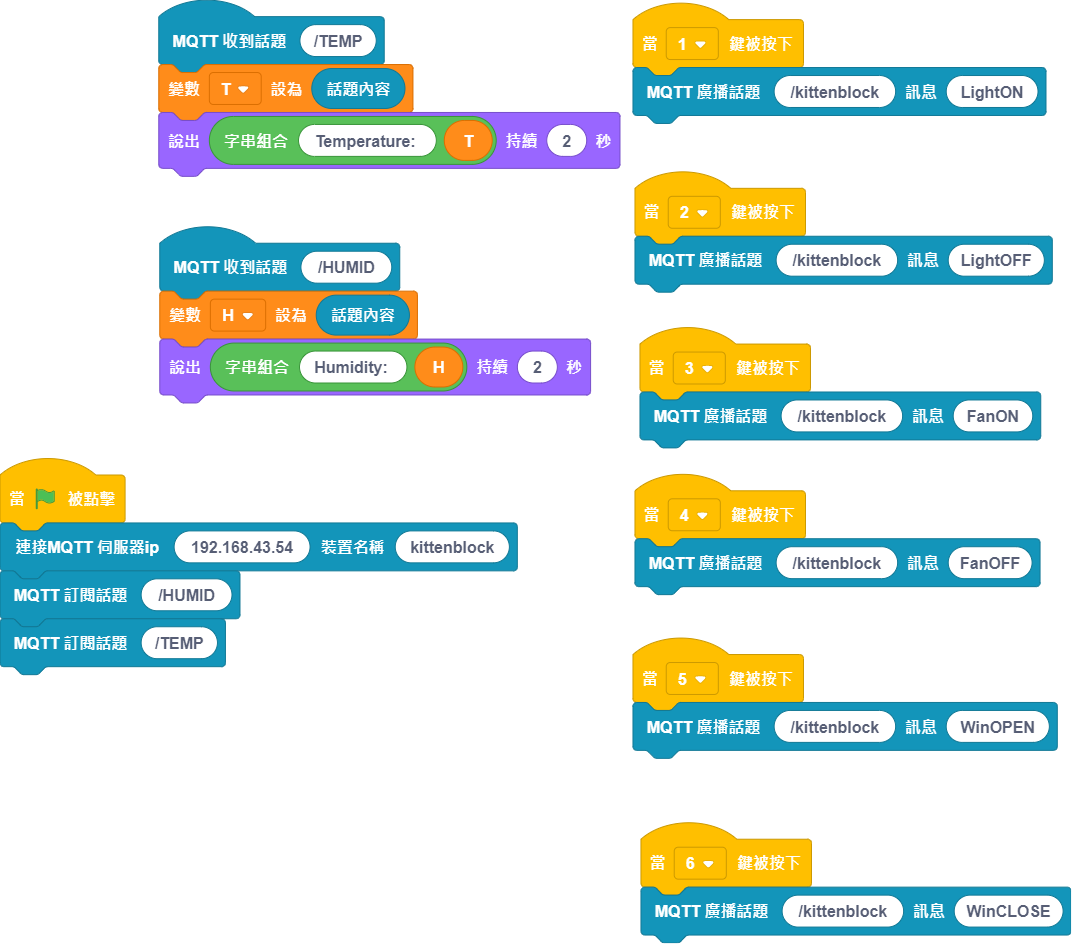 MQTT 收到話題 /TEMP
變數 T 設為 話題內容
說出 字串組合 Temperature: T 持續 2 秒
MQTT 收到話題 /HUMID
變數 H 設為 話題內容
說出 字串組合 Humidity: H 持續 2 秒
當 被點擊
連接MQTT 伺服器ip 192.168.43.54 裝置名稱 kittenblock
MQTT 訂閱話題 /HUMID
MQTT 訂閱話題 /TEMP
當 1 鍵被按下
MQTT 廣播話題 /kittenblock 訊息 LightON
當 2 鍵被按下
MQTT 廣播話題 /kittenblock 訊息 LightOFF
當 3 鍵被按下
MQTT 廣播話題 /kittenblock 訊息 FanON
當 4 鍵被按下
MQTT 廣播話題 /kittenblock 訊息 FanOFF
當 5 鍵被按下
MQTT 廣播話題 /kittenblock 訊息 WinOPEN
當 6 鍵被按下
MQTT 廣播話題 /kittenblock 訊息 WinCLOSE